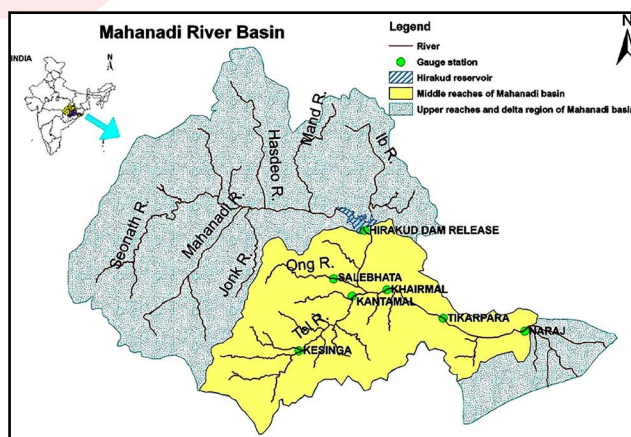 Mahanadi River Basin
INDIA
N
N
Legend
River
Gauge station
Hirakud reservoir
Middle reaches of Mahanadi basin
Upper reaches and delta region of Mahanadi basin
Seonath R.
Mahanadi R.
Hasdeo R.
Mand R.
Ib R.
Jonk R.
HIRAKUD DAM RELEASE
Ong R.
SALEBHATA
KHAIRMAL
KANTAMAL
Tel R.
TIKARPARA
NARAJ
KESINGA